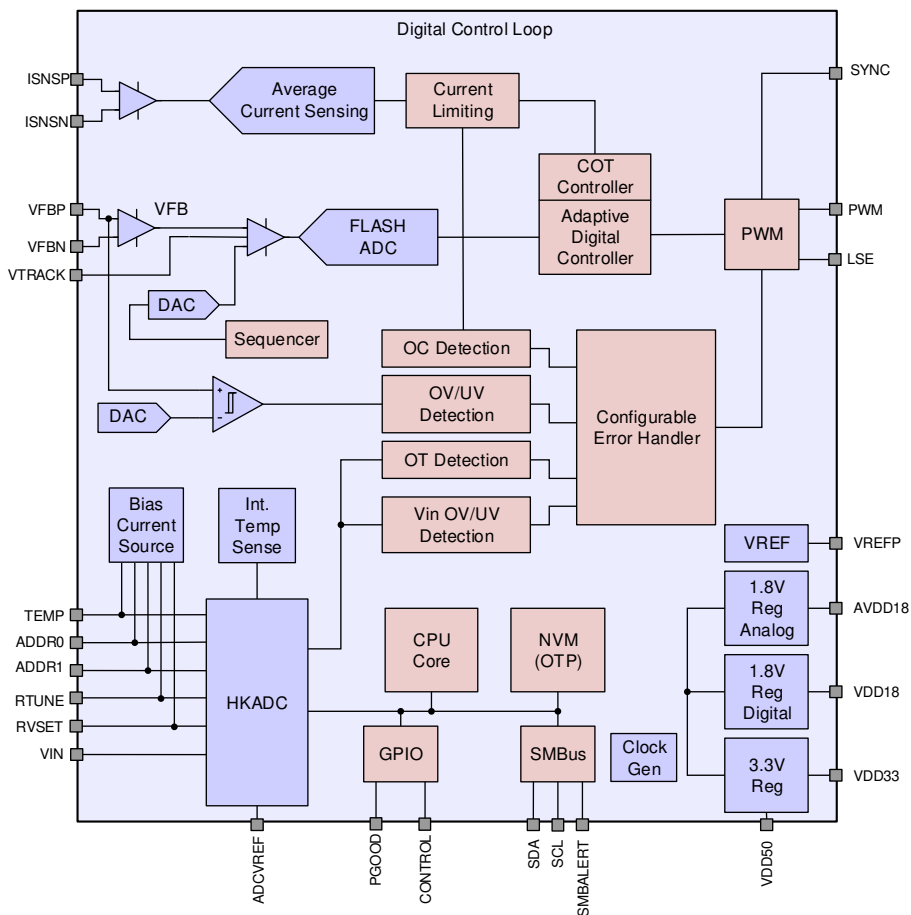 Digital Control Loop
ISNSP
ISNSN
Average
Current Sensing
Current
Limiting
SYNC
COT
Controller
VFBP
VFB
VFBN
VTRACK
FLASH
ADC
Adaptive
Digital
Controller
PWM
PWM
LSE
DAC
Sequencer
OC Detection
+
-
DAC
OV/UV
Detection
Configurable
Error Handler
OT Detection
Vin OV/UV
Detection
Bias
Current
Source
Int.
Temp
Sense
VREF
VREFP
TEMP
ADDR0
ADDR1
RTUNE
RVSET
VIN
HKADC
CPU
Core
NVM
(OTP)
1.8V
Reg
Analog
AVDD18
1.8V
Reg
Digital
VDD18
GPIO
SMBus
Clock
Gen
3.3V
Reg
VDD33
ADCVREF
PGOOD
CONTROL
SDA
SCL
SMBALERT
VDD50